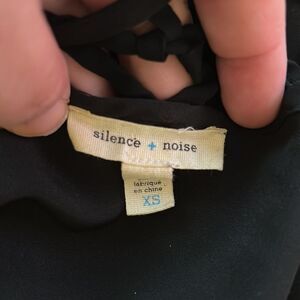 silence + noise
fabriqué
en chine
XS